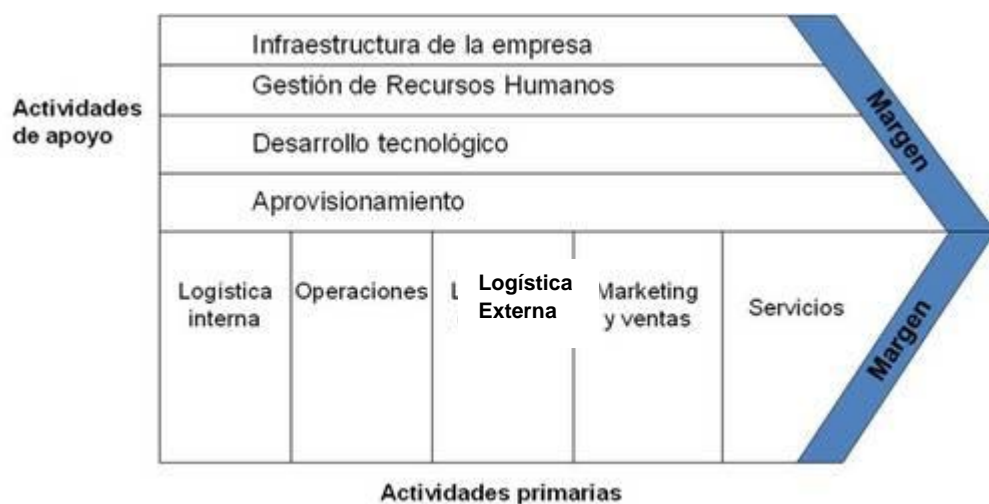 Infraestructura de la empresa
Gestión de Recursos Humanos
Actividades
de apoyo
Desarrollo tecnológico
Aprovisionamiento
Margen
Logistica
interna
Operaciones
Logística
Externa
Marketing
y ventas
Servicios
Margen
Actividades primarias